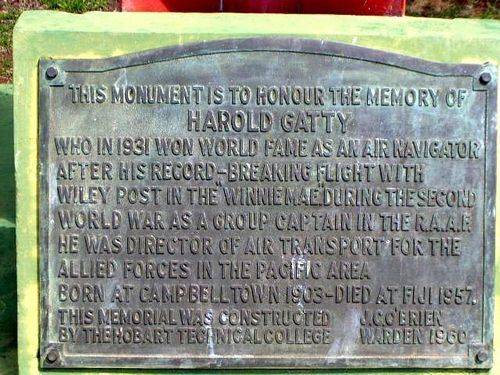 THIS MONUMENT IS TO HONOUR THE MEMORY OF
HAROLD GATTY
WHO IN 1931 WON WORLD FAME AS AN AIR NAVIGATOR
AFTER HIS RECORD-BREAKING FLIGHT WITH
WILEY POST IN THE "WINNIE MAE." DURING THE SECOND
WORLD WAR AS A GROUP CAPTAIN IN THE R.A.A.F.
HE WAS DIRECTOR OF AIR TRANSPORT FOR THE
ALLIED FORCES IN THE PACIFIC AREA
BORN AT CAMPBELLTOWN 1903-DIED AT FIJI 1957.
THIS MEMORIAL WAS CONSTRUCTED J.C.O'BRIEN
BY THE HOBART TECHNICAL COLLEGE WARDEN 1960